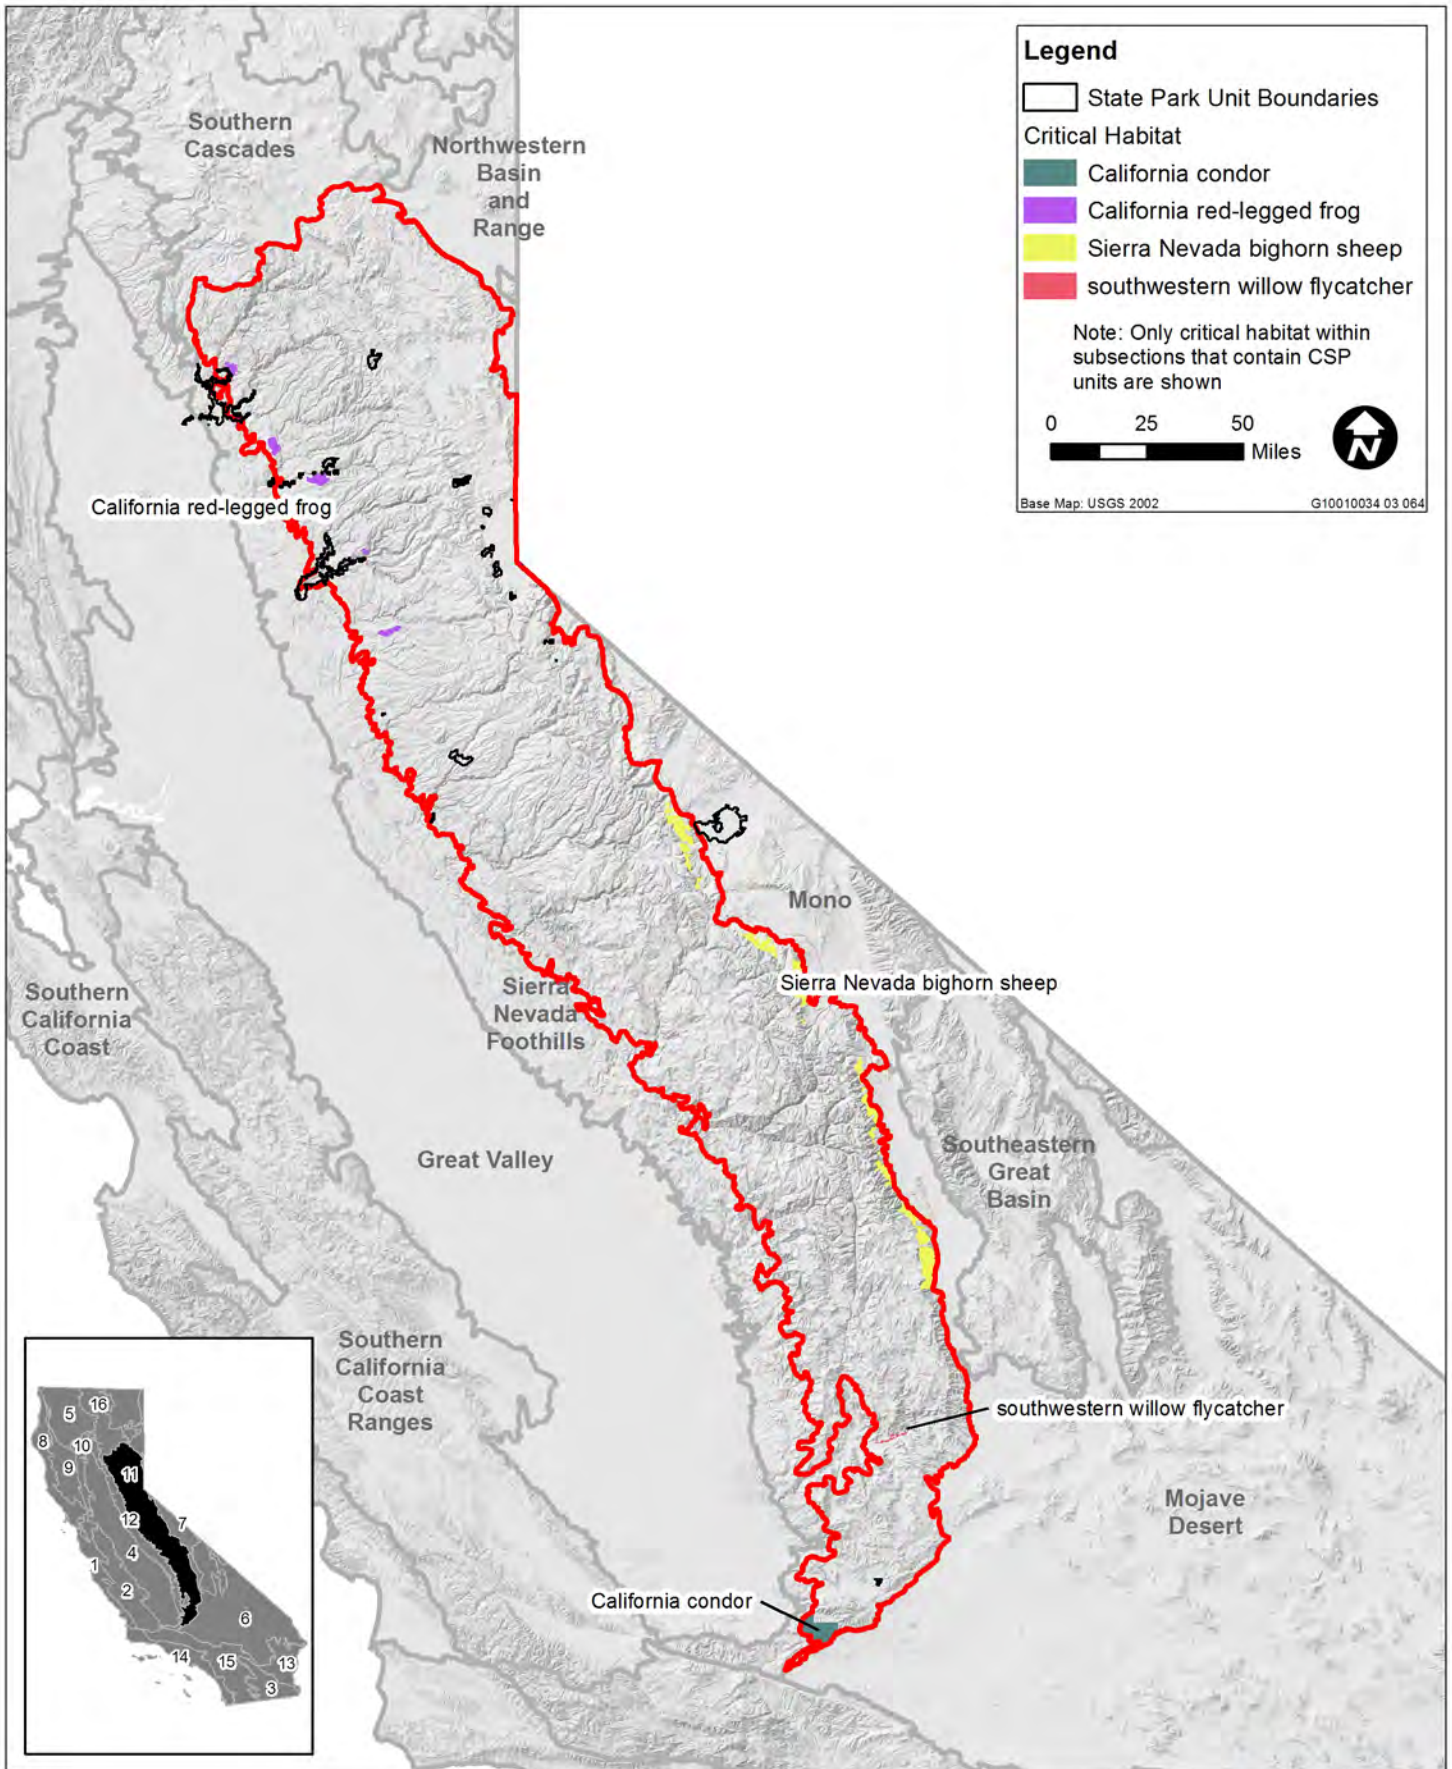 Legend
State Park Unit Boundaries
Critical Habitat
California condor
California red-legged frog
Sierra Nevada bighorn sheep
southwestern willow flycatcher
Note: Only critical habitat within
subsections that contain CSP
units are shown
0 25 50
Miles
N
Base Map: USGS 2002
G10010034 03 064
Southern
Cascades
Northwestern
Basin
and
Range
California red-legged frog
Mono
Sierra Nevada bighorn sheep
Southern
California
Coast
Sierra
Nevada
Foothills
Great Valley
Southeastern
Great
Basin
Southern
California
Coast
Ranges
southwestern willow flycatcher
Mojave
Desert
California condor
16
5
8
10
9
11
12
7
4
1
2
6
14
15
13
3